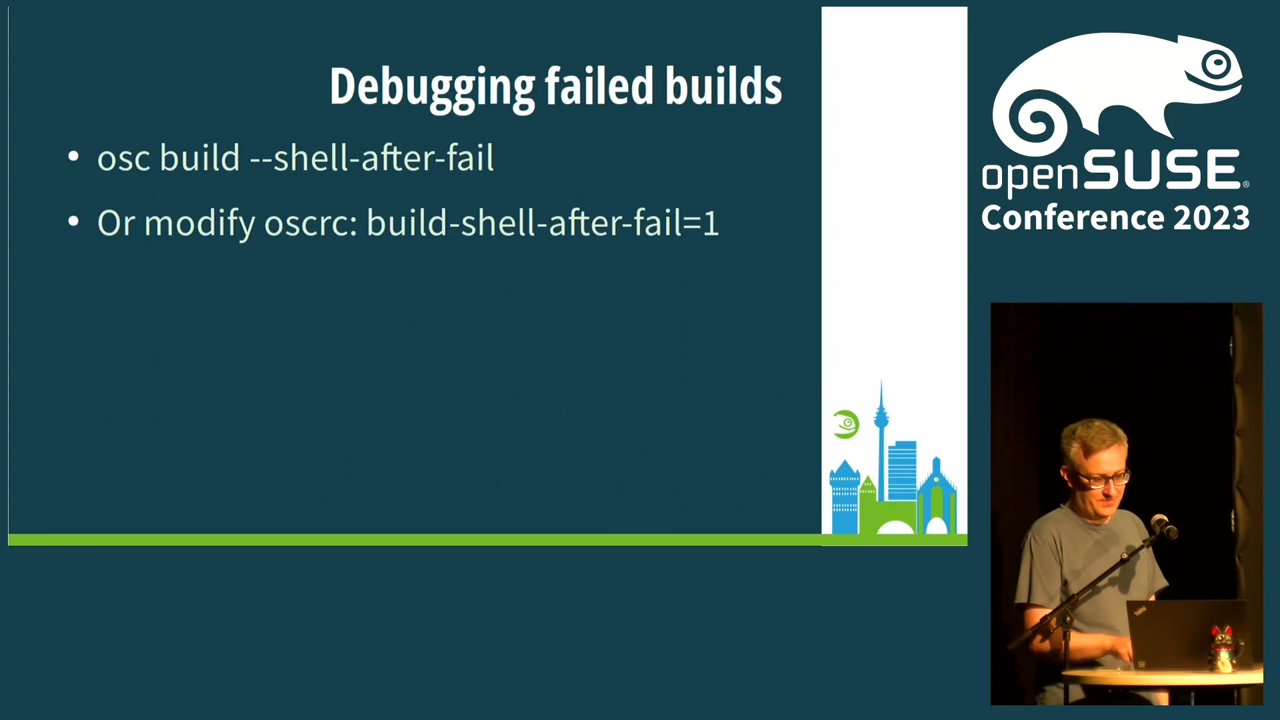 Debugging failed builds
• osc build --shell-after-fail
• Or modify oscrc: build-shell-after-fail=1
openSUSE®
Conference 2023